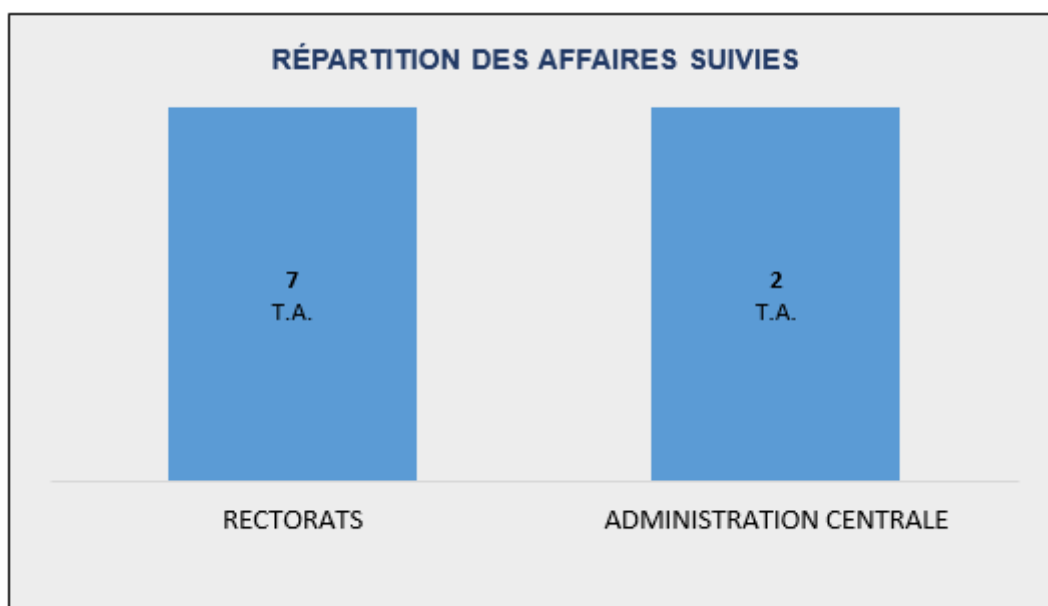 RÉPARTITION DES AFFAIRES SUIVIES
7
T.A.
2
T.A.
RECTORATS
ADMINISTRATION CENTRALE